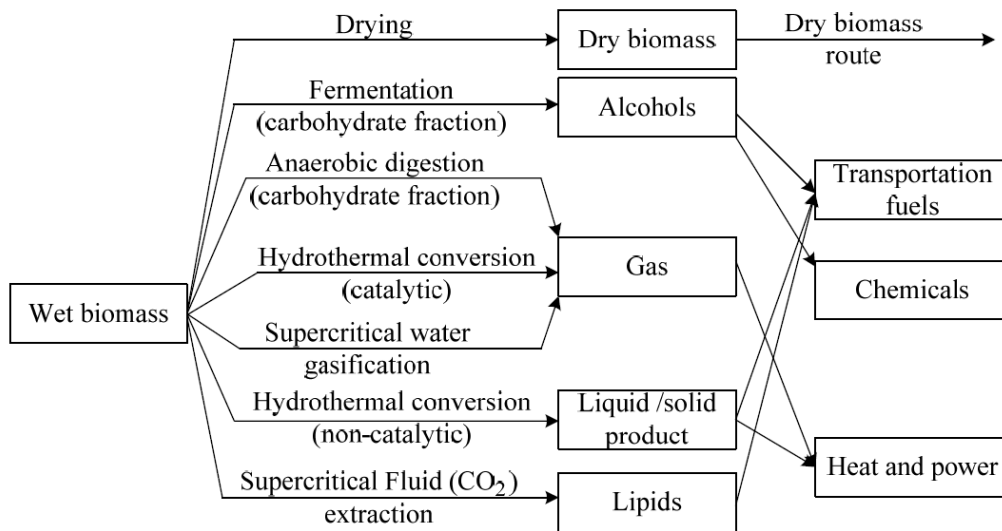 Drying
Dry biomass
Dry biomass
route
Fermentation
(carbohydrate fraction)
Alcohols
Anaerobic digestion
(carbohydrate fraction)
Transportation
fuels
Hydrothermal conversion
(catalytic)
Gas
Chemicals
Wet biomass
Supercritical water
gasification
Hydrothermal conversion
(non-catalytic)
Liquid /solid
product
Heat and power
Supercritical Fluid (CO₂)
extraction
Lipids